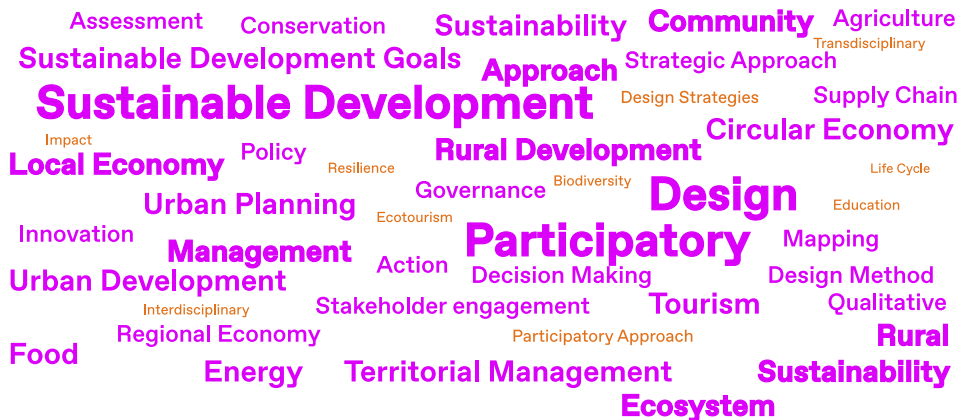 Assessment
Conservation
Sustainability
Community
Agriculture
Transdisciplinary
Sustainable Development Goals
Approach
Strategic Approach
Sustainable Development
Design Strategies
Supply Chain
Circular Economy
Impact
Local Economy
Policy
Resilience
Rural Development
Life Cycle
Governance
Biodiversity
Design
Urban Planning
Ecotourism
Education
Innovation
Management
Participatory
Mapping
Action
Urban Development
Decision Making
Design Method
Interdisciplinary
Stakeholder engagement
Tourism
Qualitative
Regional Economy
Participatory Approach
Rural
Food
Energy
Territorial Management
Sustainability
Ecosystem